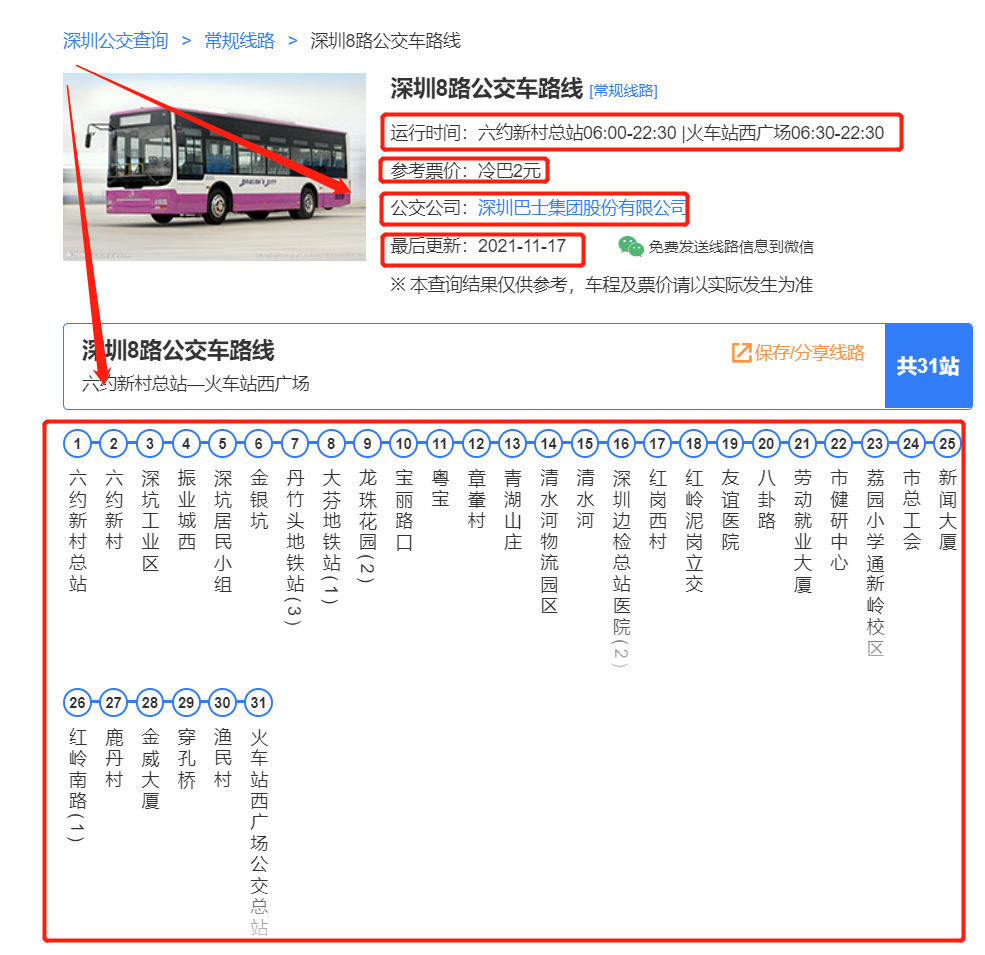 深圳公交查询 > 常规线路 > 深圳8路公交车路线
深圳8路公交车路线 [常规线路]
运行时间：六约新村总站06:00-22:30 |火车站西广场06:30-22:30
参考票价：冷巴2元
公交公司：深圳巴士集团股份有限公司
最后更新：2021-11-17
免费发送线路信息到微信
※ 本查询结果仅供参考，车程及票价请以实际发生为准
深圳8路公交车路线
六约新村总站—火车站西广场
保存/分享线路
共31站
1 六约新村总站
2 六约新村
3 深坑工业区
4 振业城西
5 深坑居民小组
6 金银坑
7 丹竹头地铁站(3)
8 大芬地铁站(1)
9 龙珠花园(2)
10 宝丽路口
11 粤宝
12 章輋村
13 青湖山庄
14 清水河物流园区
15 清水河
16 深圳边检总站医院(2)
17 红岗西村
18 红岭泥岗立交
19 友谊医院
20 八卦路
21 劳动就业大厦
22 市健研中心
23 荔园小学通新岭校区
24 市总工会
25 新闻大厦
26 红岭南路(1)
27 鹿丹村
28 金威大厦
29 穿孔桥
30 渔民村
31 火车站西广场公交总站